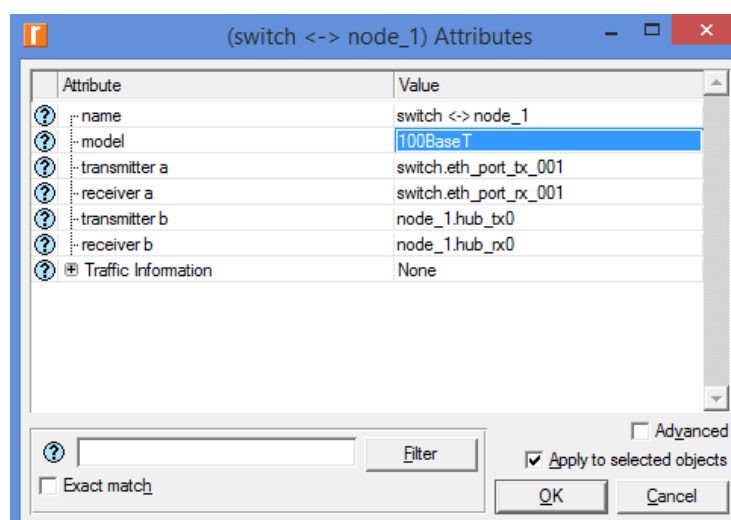 (switch <-> node_1) Attributes
Attribute Value
name switch <-> node_1
model 100BaseT
transmitter a switch.eth_port_tx_001
receiver a switch.eth_port_rx_001
transmitter b node_1.hub_tx0
receiver b node_1.hub_rx0
Traffic Information None
Advanced
Filter
Apply to selected objects
Exact match
OK Cancel